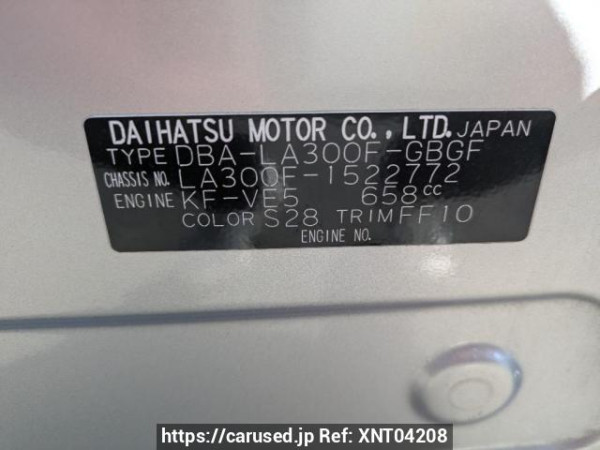 DAIHATSU MOTOR CO., LTD. JAPAN
TYPE DBA-LA300F-GBGF
CHASSIS NO. LA300F-1522772
ENGINE KF-VE5 658cc
COLOR S28 TRIM FF10
ENGINE NO.
https://carused.jp Ref: XNT04208